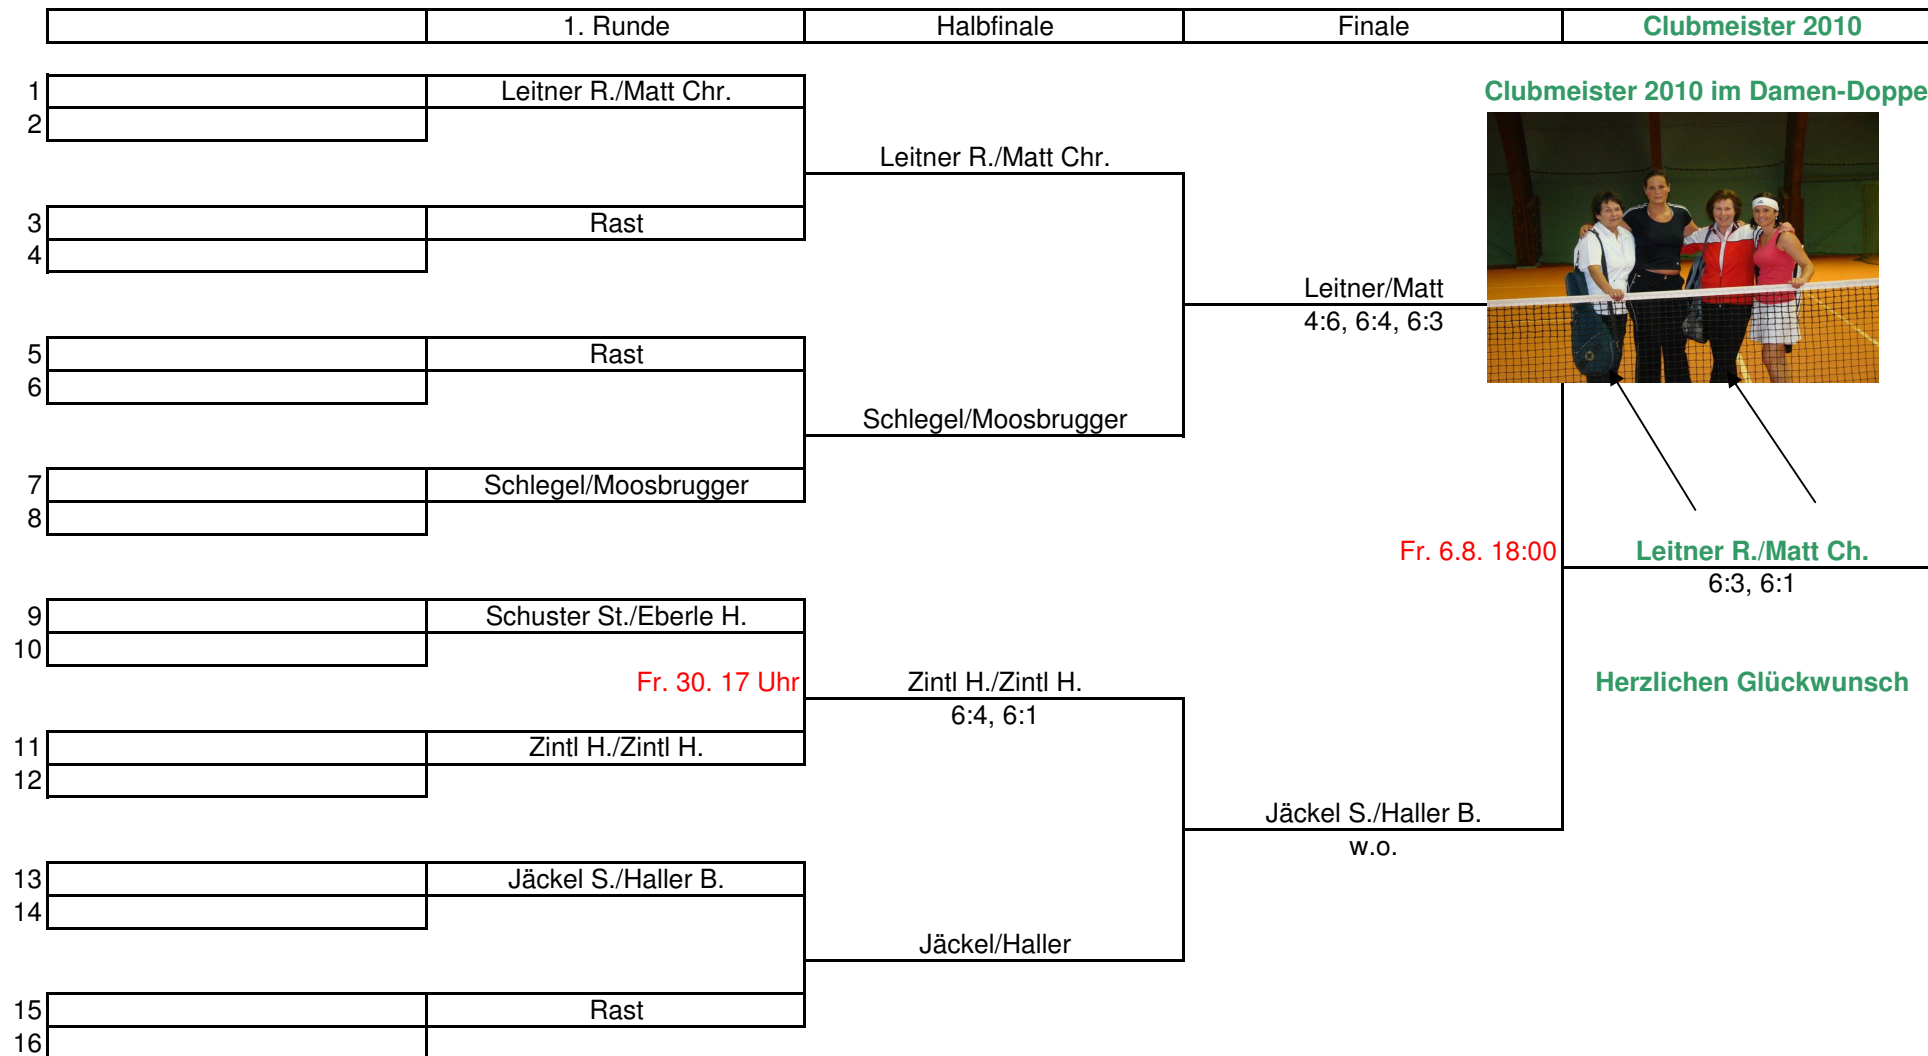 1. Runde Halbfinale Finale Clubmeister 2010
1 Leitner R./Matt Chr.
Clubmeister 2010 im Damen-Doppe
2
Leitner R./Matt Chr.
3 Rast
4
Leitner/Matt
4:6, 6:4, 6:3
5 Rast
6
Schlegel/Moosbrugger
7 Schlegel/Moosbrugger
8
Fr. 6.8. 18:00 Leitner R./Matt Ch.
6:3, 6:1
9 Schuster St./Eberle H.
10
Fr. 30. 17 Uhr Zintl H./Zintl H. Herzlichen Glückwunsch
6:4, 6:1
11 Zintl H./Zintl H.
12
Jäckel S./Haller B.
w.o.
13 Jäckel S./Haller B.
14
Jäckel/Haller
15 Rast
16